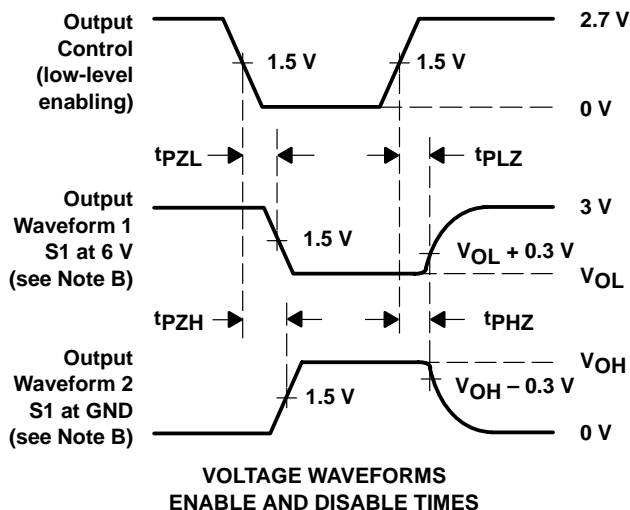 Output
Control
(low-level
enabling)
1.5 V
1.5 V
2.7 V
0 V
tPZL
tPLZ
Output
Waveform 1
S1 at 6 V
(see Note B)
1.5 V
3 V
VOL + 0.3 V
VOL
tPZH
tPHZ
Output
Waveform 2
S1 at GND
(see Note B)
1.5 V
VOH
VOH – 0.3 V
0 V
VOLTAGE WAVEFORMS
ENABLE AND DISABLE TIMES